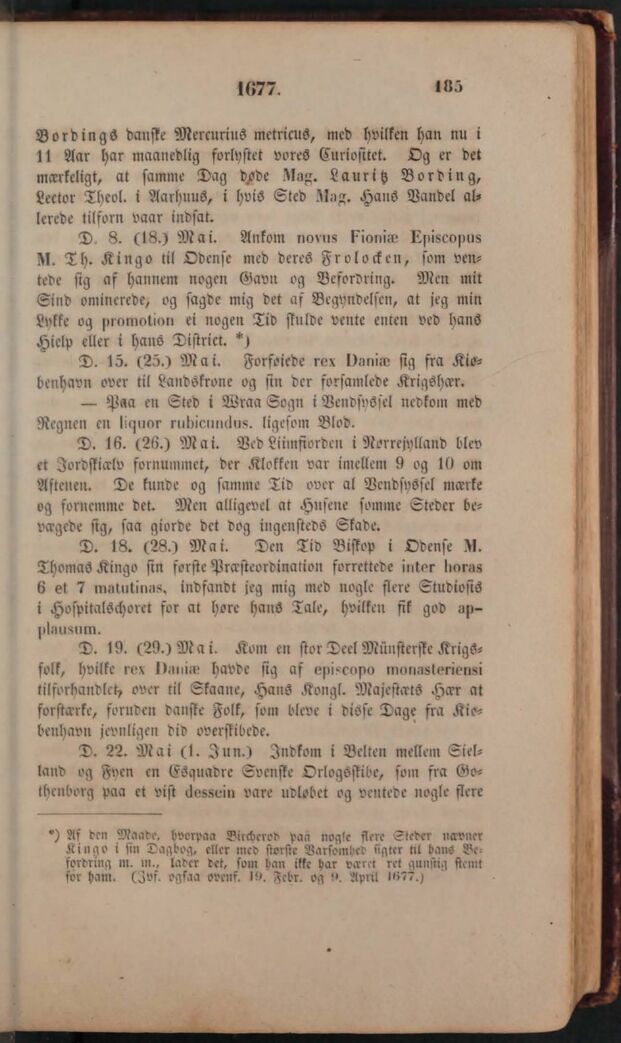 1677. 185
Bordings danske Mercurius metricus, med hvilken han nu i
11 Aar har maanedlig forlystet vores Curiositet. Og er det
mærkeligt, at samme Dag døde Mag. Lauritz Bording,
Lector Theol. i Aarhuus, i hvis Sted Mag. Hans Wandel al-
lerede tilforn vaar indsat.
D. 8. (18.) Mai. Ankom novus Fioniæ Episcopus
M. Th. Kingo til Odense med deres Frolocken, som ven-
tede sig af hannem nogen Gavn og Befordring. Men mit
Sind ominerede, og sagde mig det af Begyndelsen, at jeg min
Lykke og promotion ei nogen Tid skulde vente enten ved hans
Hielp eller i hans District. *)
D. 15. (25.) Mai. Forføiede rex Daniæ sig fra Kiø-
benhavn over til Landskrone og sin der forsamlede Krigshær.
— Paa en Sted i Wraa Sogn i Vendsyssel nedkom med
Regnen en liquor rubicundus. ligesom Blod.
D. 16. (26.) Mai. Ved Liimfiorden i Nørrejylland blev
et Jordskiælv fornummet, der Klokken var imellem 9 og 10 om
Aftenen. De kunde og samme Tid over al Vendsyssel mærke
og fornemme det. Men alligevel at Husene somme Steder be-
vægede sig, saa giorde det dog ingensteds Skade.
D. 18. (28.) Mai. Den Tid Biskop i Odense M.
Thomas Kingo sin første Præsteordination forrettede inter horas
6 et 7 matutinas, indfandt jeg mig med nogle flere Studiosis
i Hospitalschoret for at høre hans Tale, hvilken fik god ap-
plausum.
D. 19. (29.) Mai. Kom en stor Deel Münsterske Krigs-
folk, hvilke rex Daniæ havde sig af episcopo monasteriensi
tilforhandlet, over til Skaane, Hans Kongl. Majestæts Hær at
forstærke, foruden danske Folk, som bleve i disse Dage fra Kiø-
benhavn jevnligen did overskibede.
D. 22. Mai (1. Jun.) Indkom i Belten mellem Siel-
land og Fyen en Esquadre Svenske Orlogsskibe, som fra Go-
thenborg paa et vist dessein vare udløbet og ventede nogle flere
*) Af den Maade, hvorpaa Bircherod paa nogle flere Steder nævner
Kingo i sin Dagbog, eller med største Varsomhed sigter til hans Be-
fordring m. m., lader det, som han ikke har været ret gunstig stemt
for ham. (Jvf. ogsaa ovenf. 19. Febr. og 9. April 1677.)